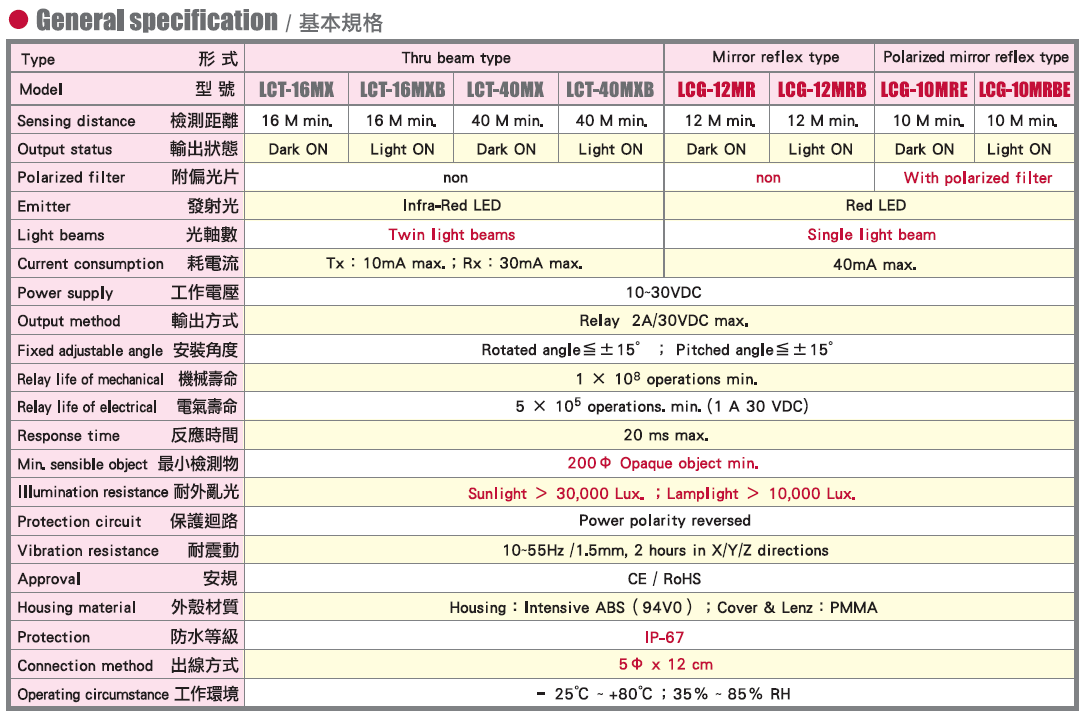 ● General specification / 基本規格
Type 形 式 Thru beam type Mirror reflex type Polarized mirror reflex type
Model 型 號 LCT-16MX LCT-16MXB LCT-40MX LCT-40MXB LCG-12MR LCG-12MRB LCG-10MRE LCG-10MRBE
Sensing distance 檢測距離 16 M min. 16 M min. 40 M min. 40 M min. 12 M min. 12 M min. 10 M min. 10 M min.
Output status 輸出狀態 Dark ON Light ON Dark ON Light ON Dark ON Light ON Dark ON Light ON
Polarized filter 附偏光片 non non With polarized filter
Emitter 發射光 Infra-Red LED Red LED
Light beams 光軸數 Twin light beams Single light beam
Current consumption 耗電流 Tx：10mA max.；Rx：30mA max. 40mA max.
Power supply 工作電壓 10~30VDC
Output method 輸出方式 Relay 2A/30VDC max.
Fixed adjustable angle 安裝角度 Rotated angle≦±15° ；Pitched angle≦±15°
Relay life of mechanical 機械壽命 1 × 10⁸ operations min.
Relay life of electrical 電氣壽命 5 × 10⁵ operations. min. (1 A 30 VDC)
Response time 反應時間 20 ms max.
Min. sensible object 最小檢測物 200Φ Opaque object min.
Illumination resistance 耐外亂光 Sunlight > 30,000 Lux. ；Lamplight > 10,000 Lux.
Protection circuit 保護迴路 Power polarity reversed
Vibration resistance 耐震動 10~55Hz /1.5mm, 2 hours in X/Y/Z directions
Approval 安規 CE / RoHS
Housing material 外殼材質 Housing：Intensive ABS（94V0）；Cover & Lenz：PMMA
Protection 防水等級 IP-67
Connection method 出線方式 5Φ x 12 cm
Operating circumstance 工作環境 - 25℃ ~ +80℃；35% ~ 85% RH